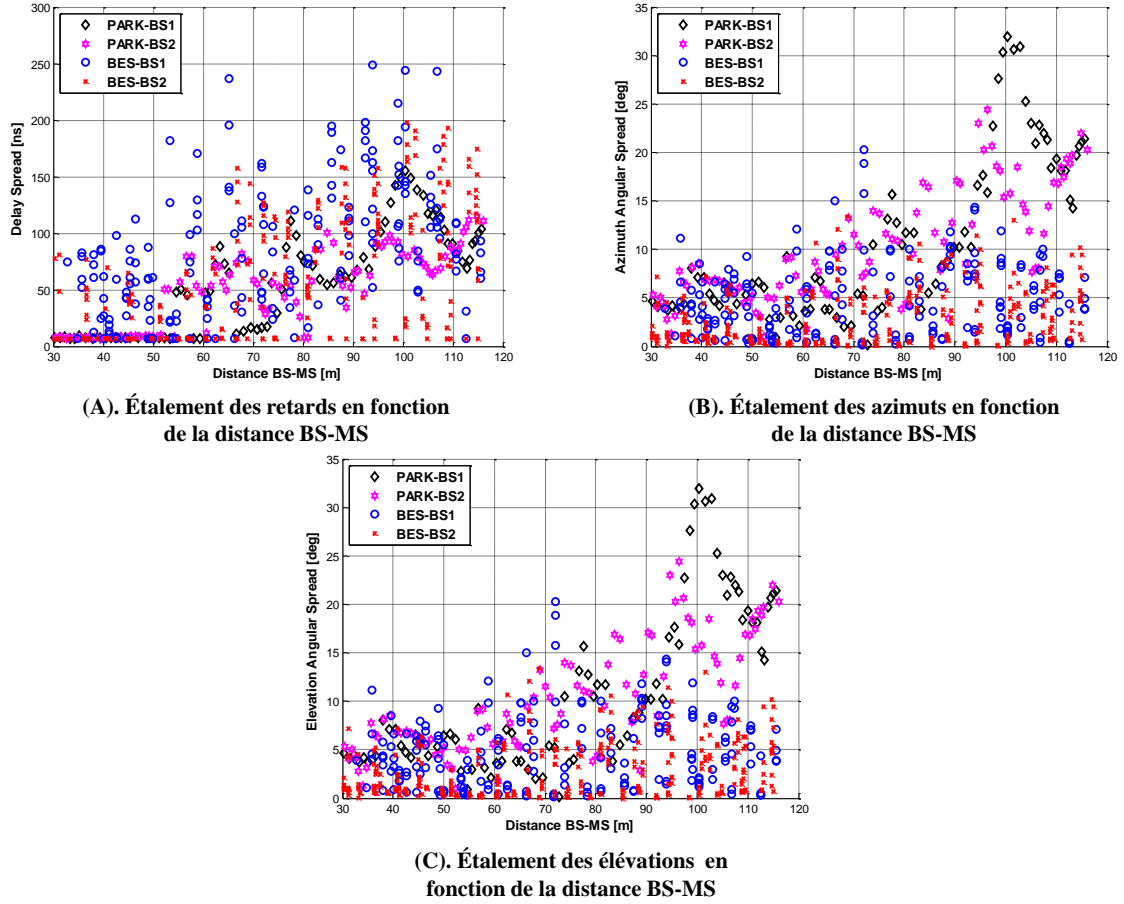 300
250
200
150
100
50
0
30 40 50 60 70 80 90 100 110 120
Delay Spread [ns]
Distance BS-MS [m]
PARK-BS1
PARK-BS2
BES-BS1
BES-BS2
(A). Étalement des retards en fonction
de la distance BS-MS
35
30
25
20
15
10
5
0
30 40 50 60 70 80 90 100 110 120
Azimuth Angular Spread [deg]
Distance BS-MS [m]
PARK-BS1
PARK-BS2
BES-BS1
BES-BS2
(B). Étalement des azimuts en fonction
de la distance BS-MS
35
30
25
20
15
10
5
0
30 40 50 60 70 80 90 100 110 120
Elevation Angular Spread [deg]
Distance BS-MS [m]
PARK-BS1
PARK-BS2
BES-BS1
BES-BS2
(C). Étalement des élévations en
fonction de la distance BS-MS